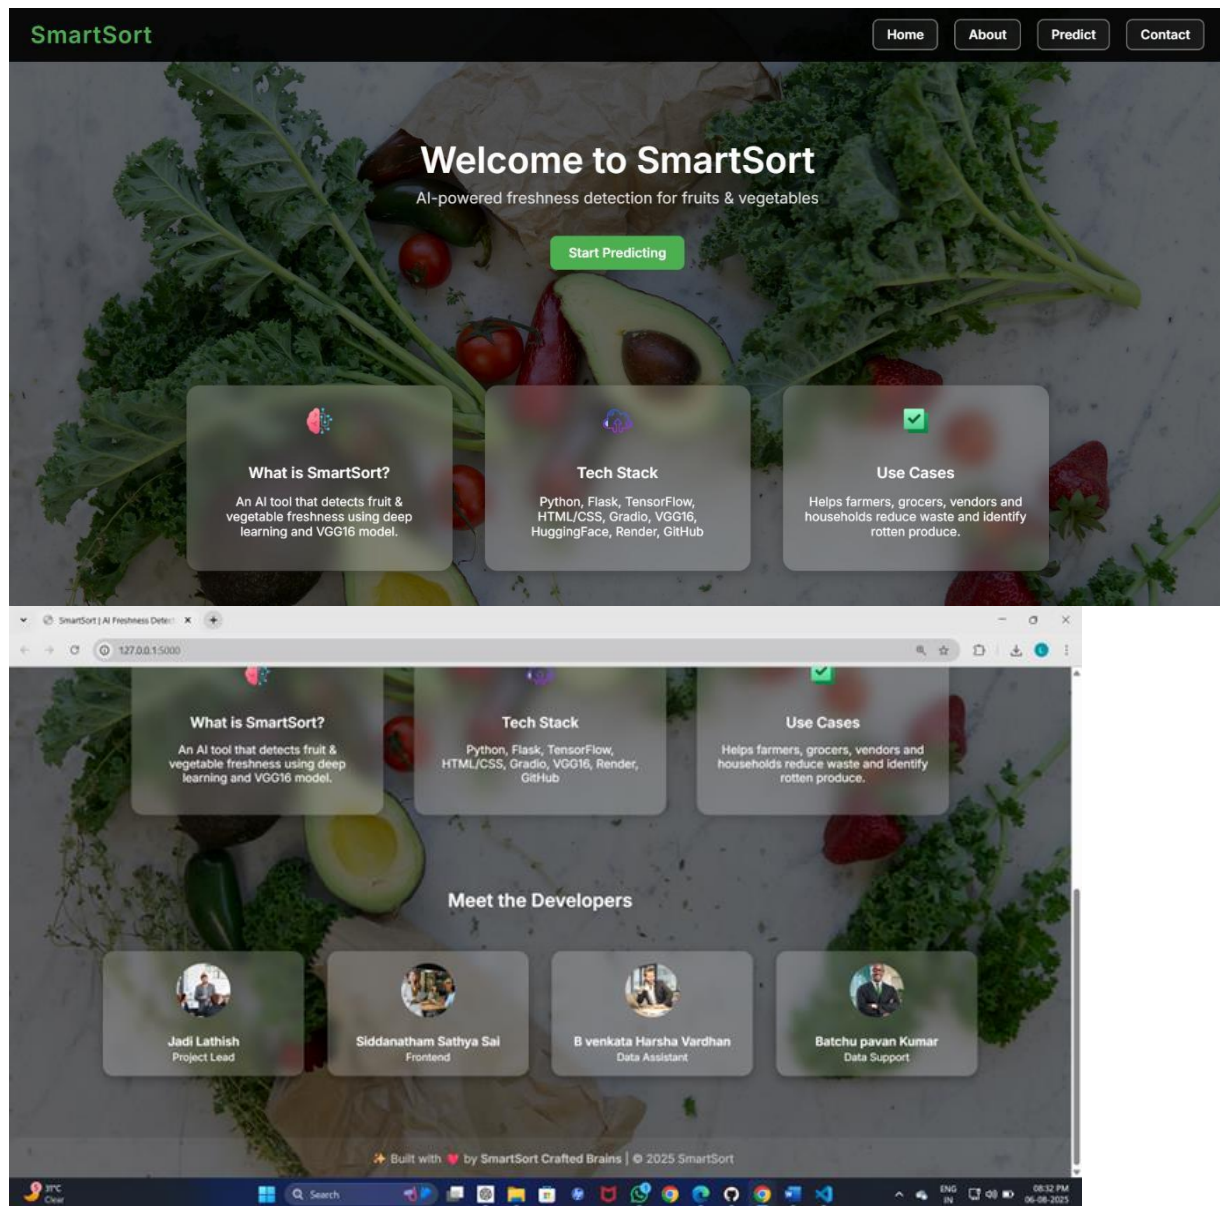 SmartSort
Home About Predict Contact
Welcome to SmartSort
AI-powered freshness detection for fruits & vegetables
Start Predicting
What is SmartSort?
An AI tool that detects fruit &
vegetable freshness using deep
learning and VGG16 model.
Tech Stack
Python, Flask, TensorFlow,
HTML/CSS, Gradio, VGG16,
HuggingFace, Render, GitHub
Use Cases
Helps farmers, grocers, vendors and
households reduce waste and identify
rotten produce.
SmartSort | AI Freshness Detect
127.0.0.1:5000
What is SmartSort?
An AI tool that detects fruit &
vegetable freshness using deep
learning and VGG16 model.
Tech Stack
Python, Flask, TensorFlow,
HTML/CSS, Gradio, VGG16, Render,
GitHub
Use Cases
Helps farmers, grocers, vendors and
households reduce waste and identify
rotten produce.
Meet the Developers
Jadi Lathish
Project Lead
Siddanatham Sathya Sai
Frontend
B venkata Harsha Vardhan
Data Assistant
Batchu pavan Kumar
Data Support
✨ Built with ❤️ by SmartSort Crafted Brains | © 2025 SmartSort
31°C
Clear
Search
ENG
IN
08:32 PM
06-08-2025